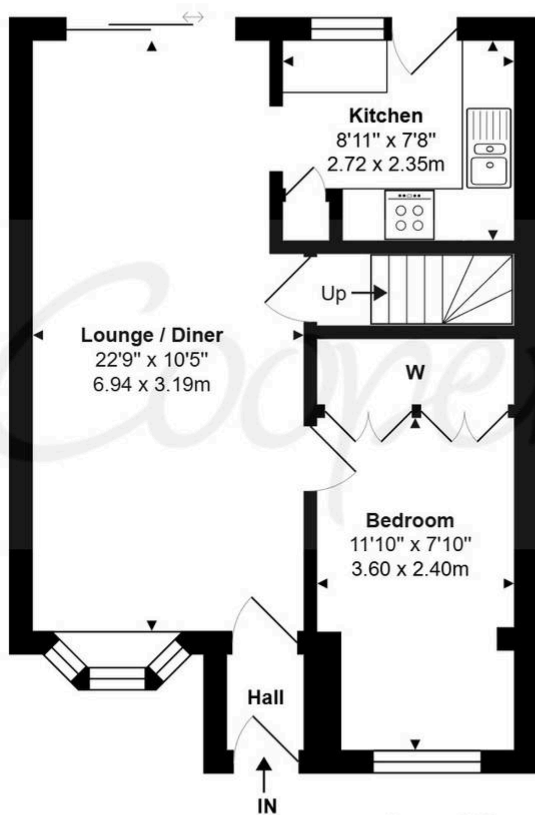 Kitchen
8'11" x 7'8"
2.72 x 2.35m
Up
Lounge / Diner
22'9" x 10'5"
6.94 x 3.19m
W
Bedroom
11'10" x 7'10"
3.60 x 2.40m
Hall
IN
Cooper